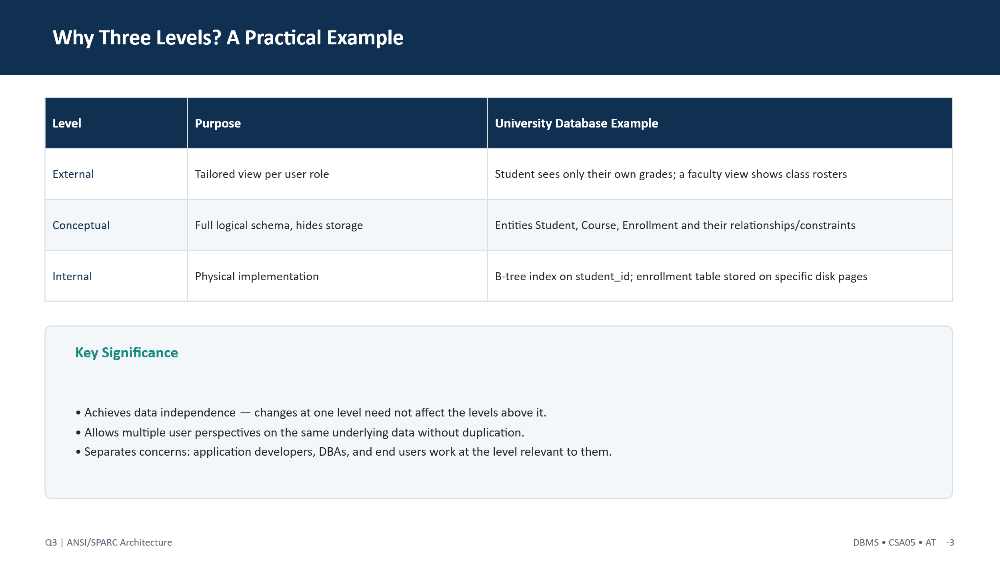 Why Three Levels? A Practical Example
Level Purpose University Database Example
External Tailored view per user role Student sees only their own grades; a faculty view shows class rosters
Conceptual Full logical schema, hides storage Entities Student, Course, Enrollment and their relationships/constraints
Internal Physical implementation B-tree index on student_id; enrollment table stored on specific disk pages
Key Significance
• Achieves data independence — changes at one level need not affect the levels above it.
• Allows multiple user perspectives on the same underlying data without duplication.
• Separates concerns: application developers, DBAs, and end users work at the level relevant to them.
Q3 | ANSI/SPARC Architecture DBMS • CSA05 • AT -3